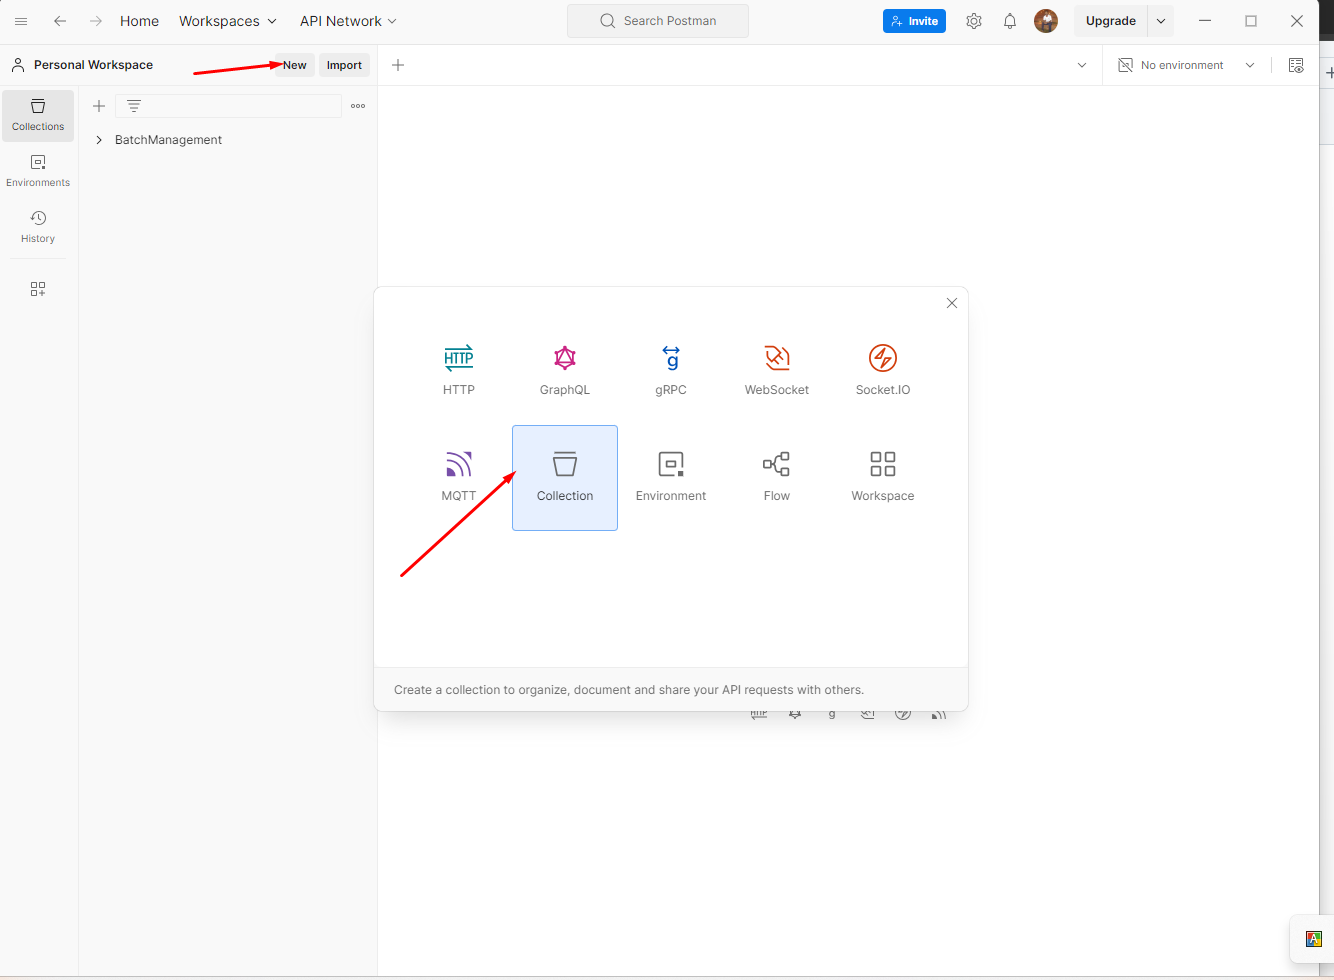 Home Workspaces API Network Search Postman Invite Upgrade
Personal Workspace New Import No environment
Collections
BatchManagement
Environments
History
HTTP GraphQL gRPC WebSocket Socket.IO
MQTT Collection Environment Flow Workspace
Create a collection to organize, document and share your API requests with others.
HTTP g
A